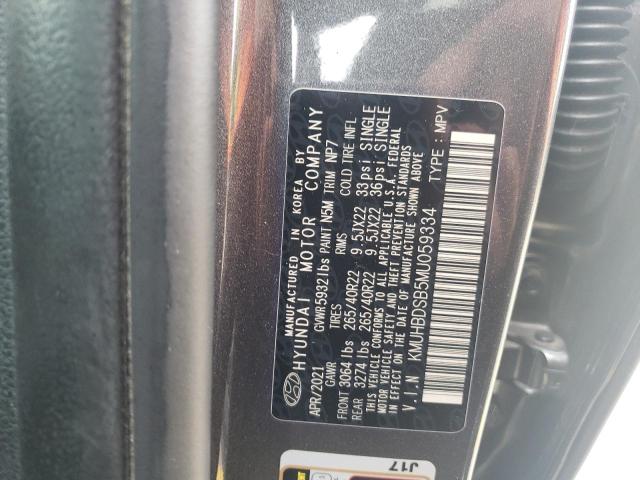 MANUFACTURED IN KOREA BY
HYUNDAI MOTOR COMPANY
APR/2021 GVWR5932lbs PAINT N5M TRIM NP7
GAWR TIRES RIMS COLD TIRE INFL
FRONT 3064lbs 265/40R22 9.5JX22 33psi SINGLE
REAR 3274lbs 265/40R22 9.5JX22 36psi SINGLE
THIS VEHICLE CONFORMS TO ALL APPLICABLE U.S. FEDERAL
MOTOR VEHICLE SAFETY AND THEFT PREVENTION STANDARDS
IN EFFECT ON THE DATE OF MANUFACTURE SHOWN ABOVE
V.I.N KMUHBDSB5MU059334 TYPE: MPV
J17